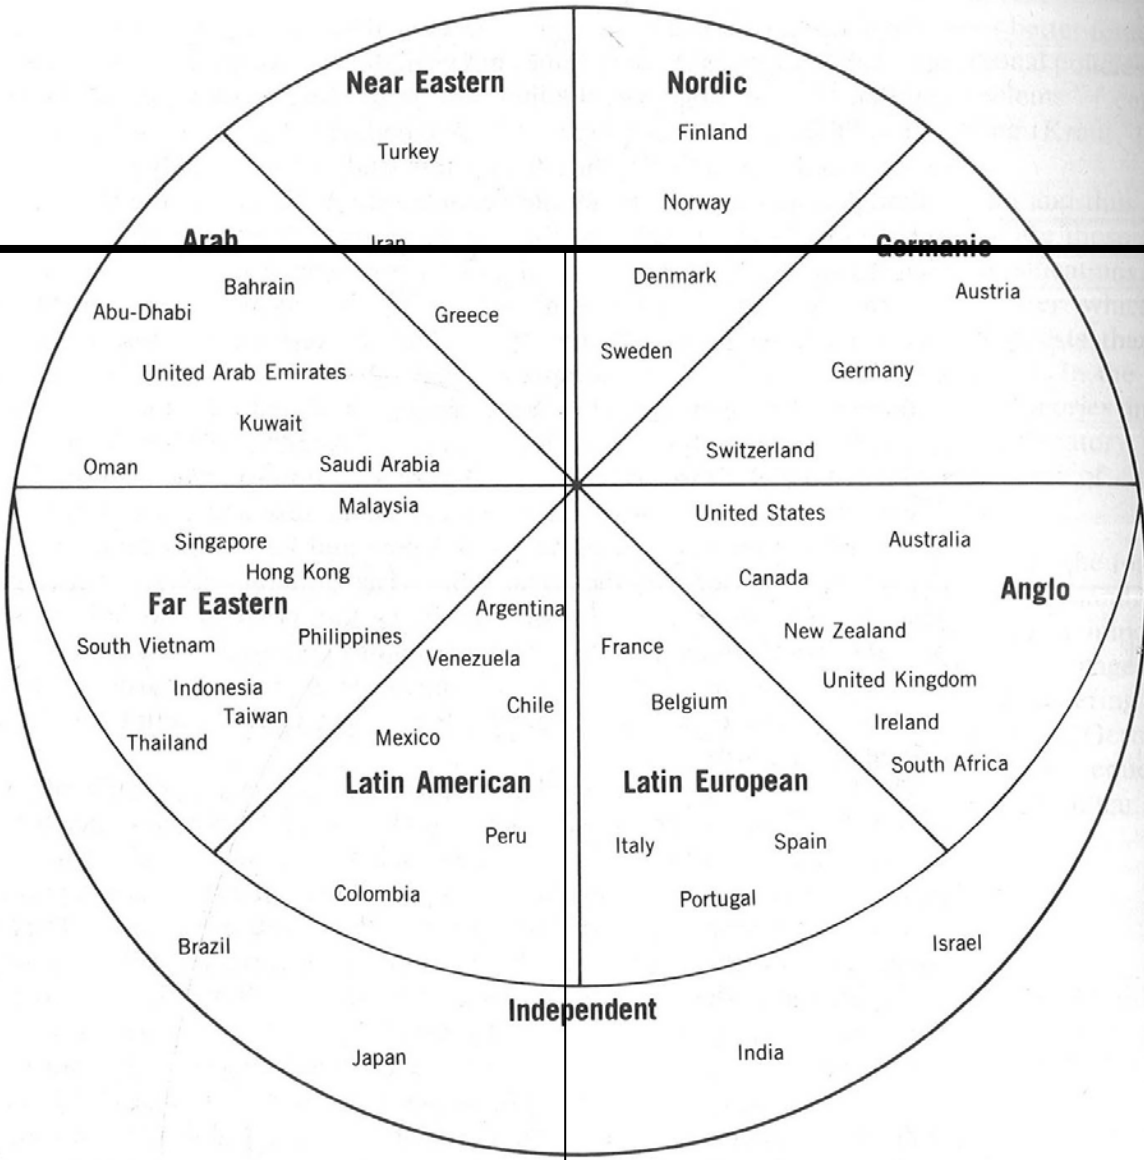 Near Eastern
Turkey
Iran
Greece
Nordic
Finland
Norway
Denmark
Sweden
Arab
Bahrain
Abu-Dhabi
United Arab Emirates
Kuwait
Oman
Saudi Arabia
Germanic
Austria
Germany
Switzerland
Malaysia
Singapore
Hong Kong
Far Eastern
South Vietnam
Philippines
Indonesia
Taiwan
Thailand
United States
Australia
Canada
Anglo
New Zealand
United Kingdom
Ireland
South Africa
Argentina
Venezuela
Chile
Mexico
Latin American
Peru
Colombia
France
Belgium
Latin European
Italy
Spain
Portugal
Brazil
Israel
Independent
Japan
India